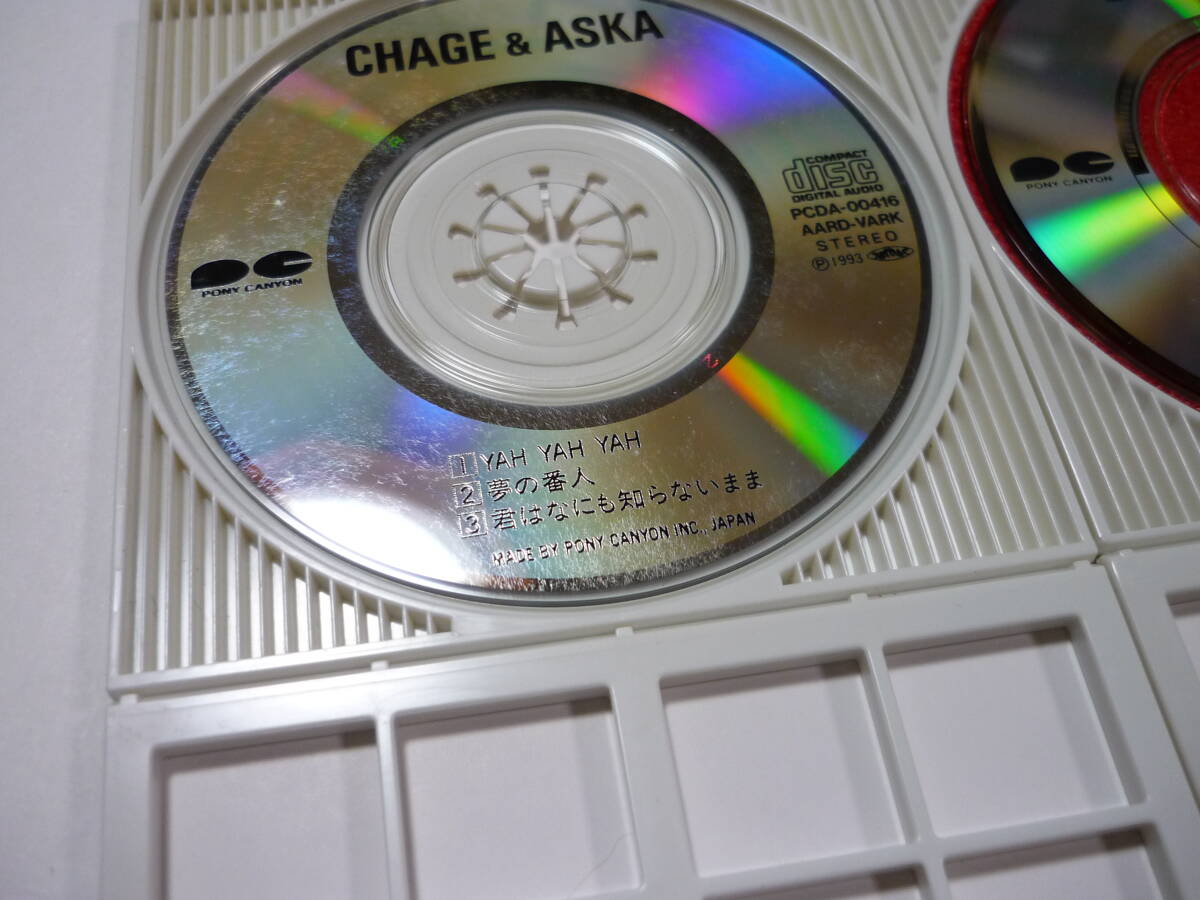 CHAGE & ASKA
COMPACT
disc
DIGITAL AUDIO
PCDA-00416
AARD-VARK
STEREO
Ⓟ1993
PONY CANYON
1 YAH YAH YAH
2 夢の番人
3 君はなにも知らないまま
MADE BY PONY CANYON INC., JAPAN
PONY CANYON